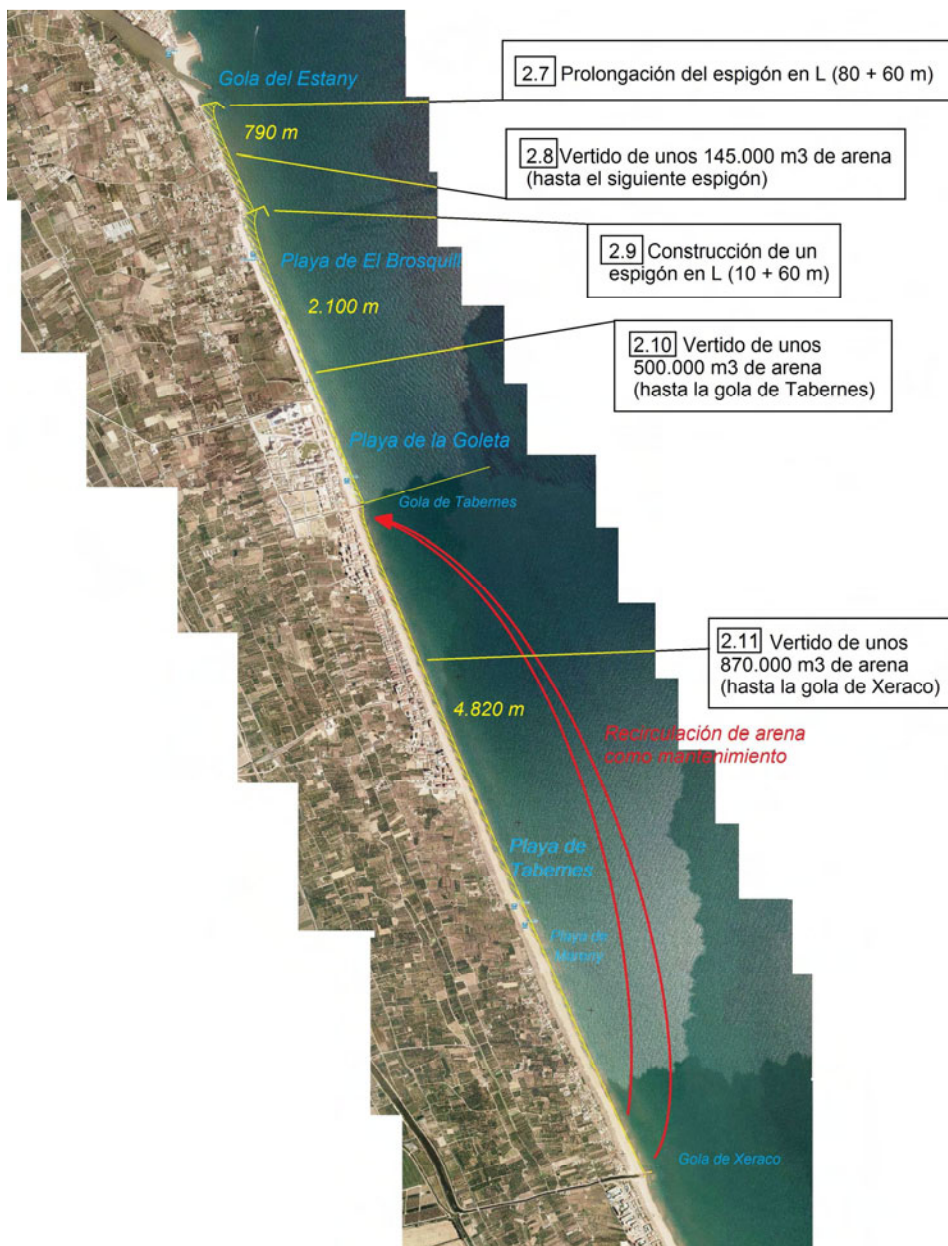 Gola del Estany
2.7 Prolongación del espigón en L (80 + 60 m)
790 m
2.8 Vertido de unos 145.000 m3 de arena
(hasta el siguiente espigón)
2.9 Construcción de un
espigón en L (10 + 60 m)
Playa de El Brosquill
2.100 m
2.10 Vertido de unos
500.000 m3 de arena
(hasta la gola de Tabernes)
Playa de la Goleta
Gola de Tabernes
2.11 Vertido de unos
870.000 m3 de arena
(hasta la gola de Xeraco)
4.820 m
Recirculación de arena
como mantenimiento
Playa de
Tabernes
Playa de
Gola de Xeraco